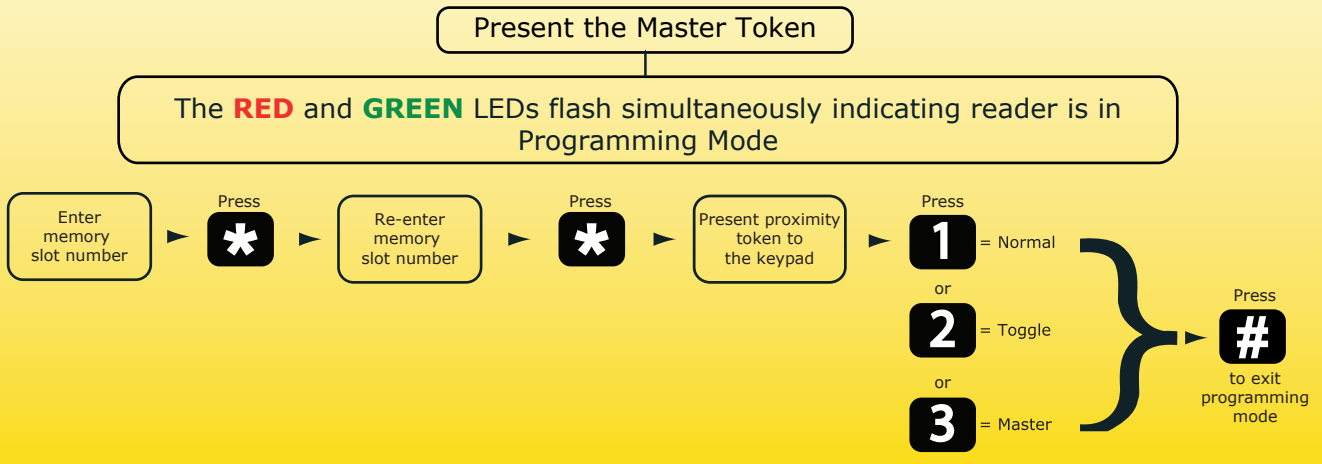 Present the Master Token
The RED and GREEN LEDs flash simultaneously indicating reader is in
Programming Mode
Enter
memory
slot number
Press
*
Re-enter
memory
slot number
Press
*
Present proximity
token to
the keypad
Press
1 = Normal
or
2 = Toggle
or
3 = Master
Press
#
to exit
programming
mode